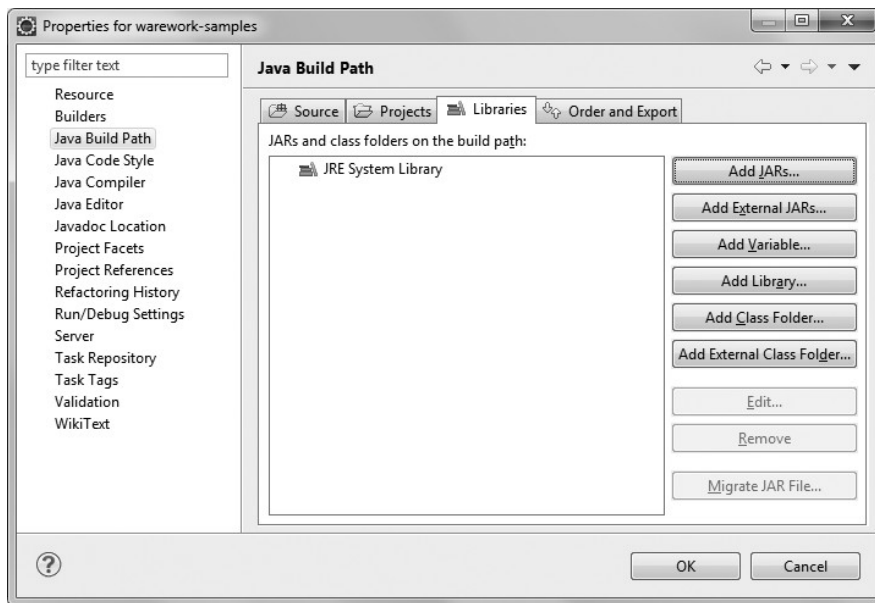 Properties for warework-samples
type filter text
Resource
Builders
Java Build Path
Java Code Style
Java Compiler
Java Editor
Javadoc Location
Project Facets
Project References
Refactoring History
Run/Debug Settings
Server
Task Repository
Task Tags
Validation
WikiText
Java Build Path
Source
Projects
Libraries
Order and Export
JARs and class folders on the build path:
JRE System Library
Add JARs...
Add External JARs...
Add Variable...
Add Library...
Add Class Folder...
Add External Class Folder...
Edit...
Remove
Migrate JAR File...
OK
Cancel